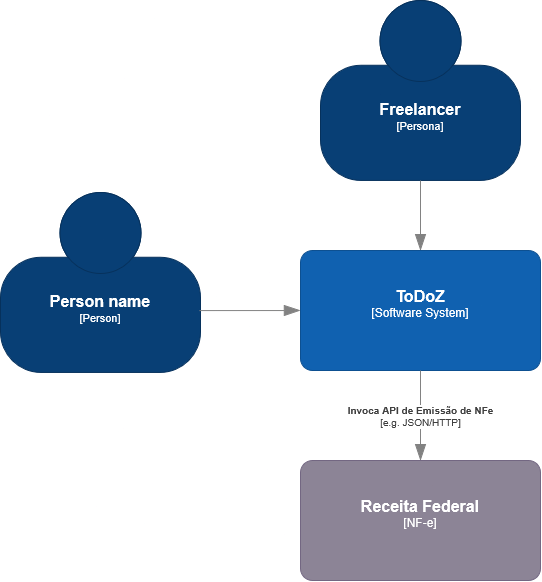 Freelancer
[Persona]
Person name
[Person]
ToDoZ
[Software System]
Invoca API de Emissão de NFe
[e.g. JSON/HTTP]
Receita Federal
[NF-e]